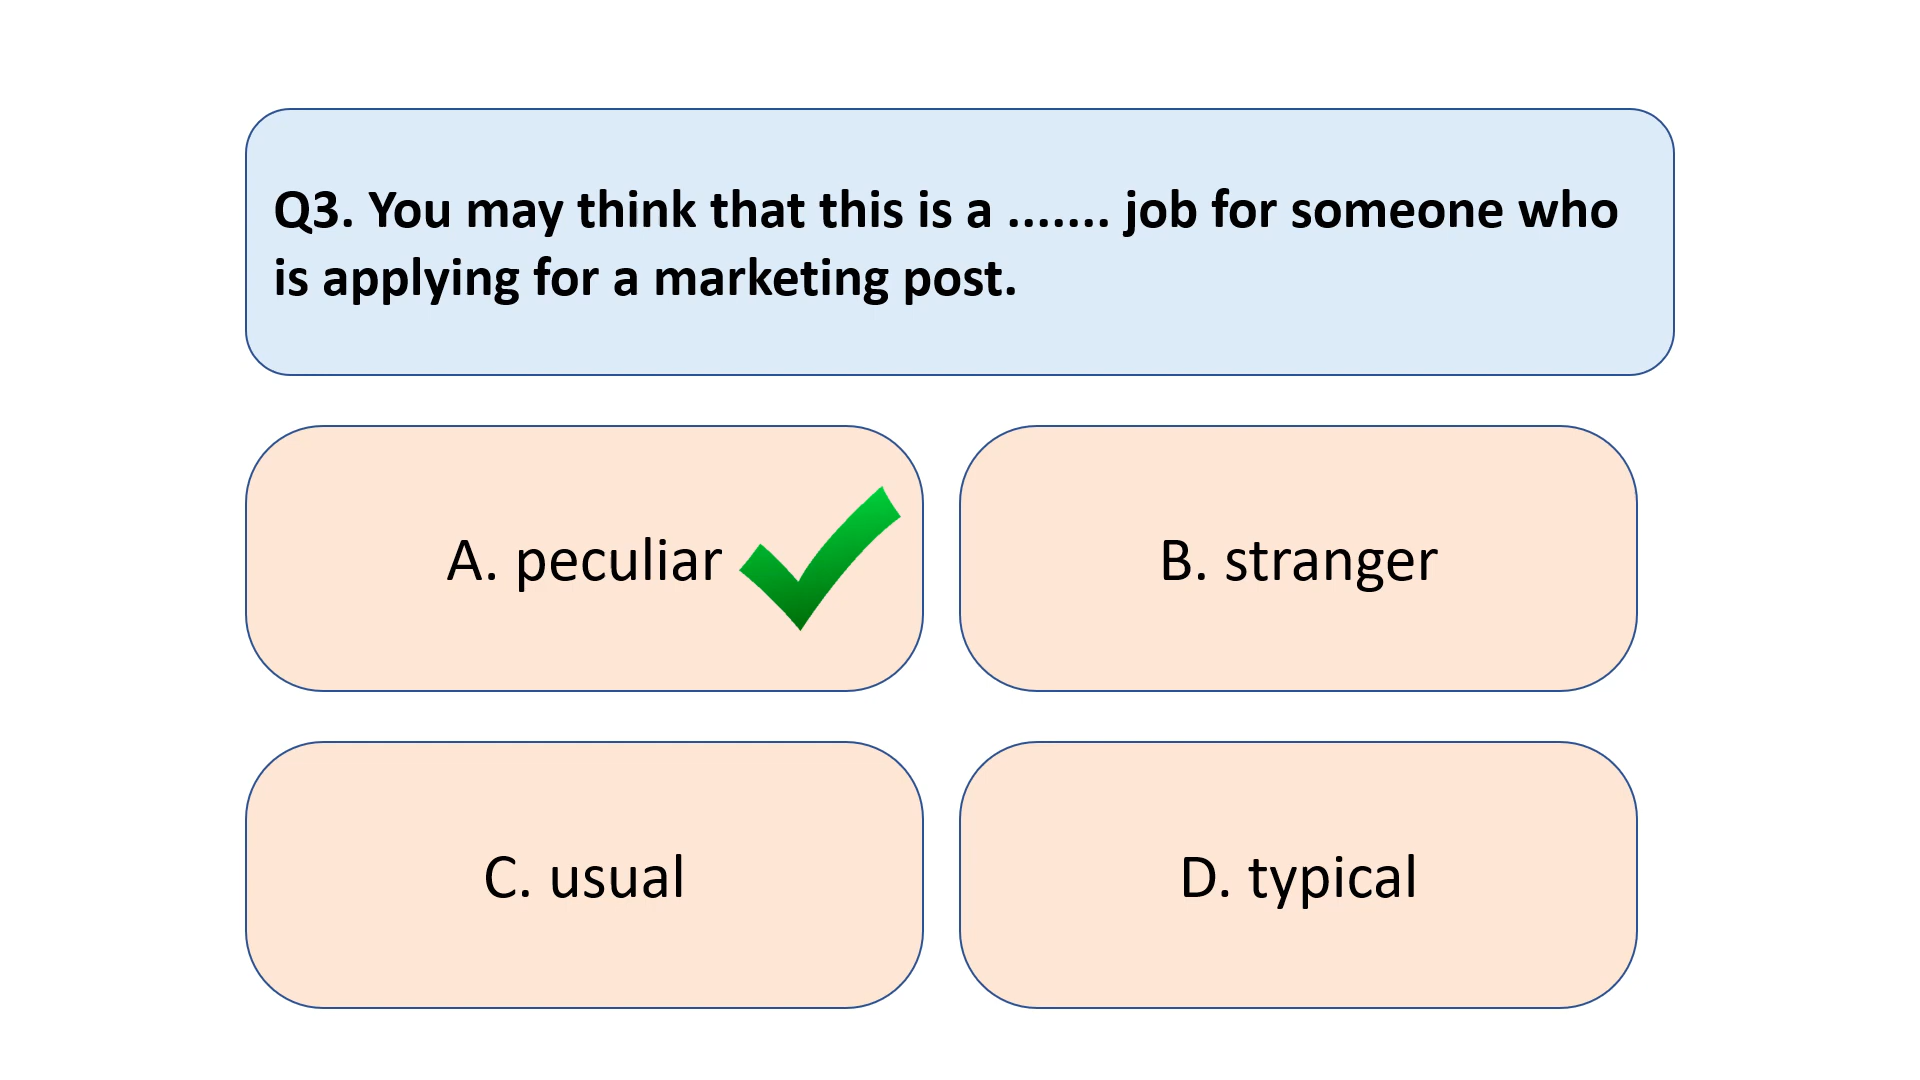 Q3. You may think that this is a ....... job for someone who
is applying for a marketing post.
A. peculiar
B. stranger
C. usual
D. typical